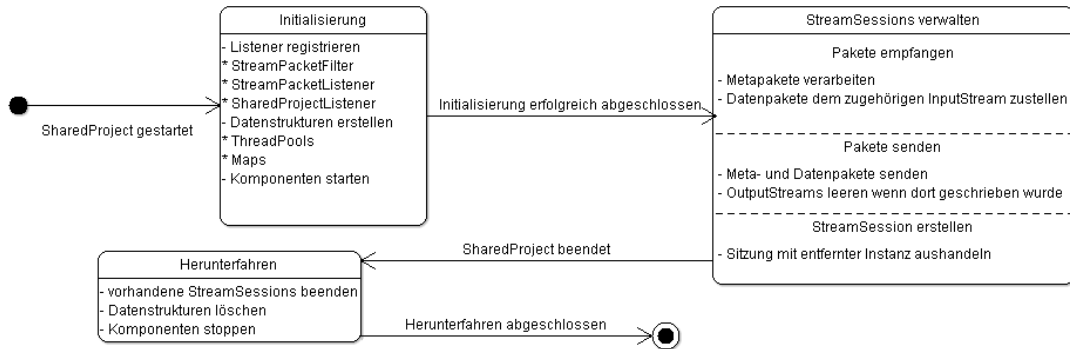 SharedProject gestartet
Initialisierung
- Listener registrieren
* StreamPacketFilter
* StreamPacketListener
* SharedProjectListener
- Datenstrukturen erstellen
* ThreadPools
* Maps
- Komponenten starten
Initialisierung erfolgreich abgeschlossen
StreamSessions verwalten
Pakete empfangen
- Metapakete verarbeiten
- Datenpakete dem zugehörigen InputStream zustellen
Pakete senden
- Meta- und Datenpakete senden
- OutputStreams leeren wenn dort geschrieben wurde
StreamSession erstellen
- Sitzung mit entfernter Instanz aushandeln
SharedProject beendet
Herunterfahren
- vorhandene StreamSessions beenden
- Datenstrukturen löschen
- Komponenten stoppen
Herunterfahren abgeschlossen